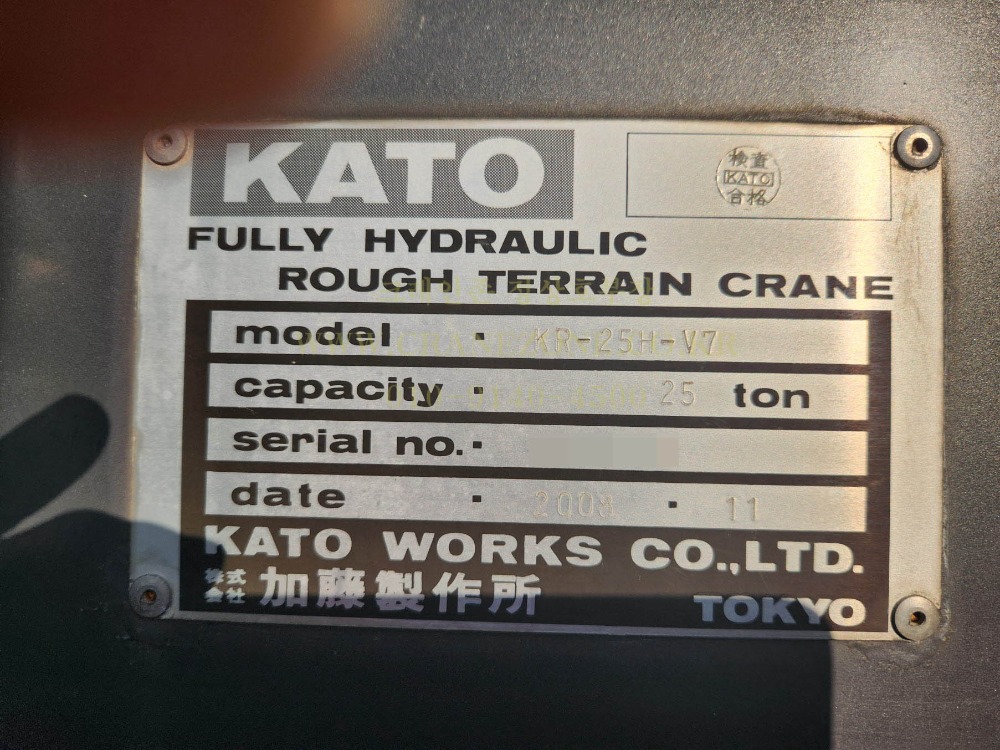 KATO
検査
KATO
合格
FULLY HYDRAULIC
ROUGH TERRAIN CRANE
model · KR-25H-V7
capacity · 25 ton
serial no. ·
date · 2008 · 11
KATO WORKS CO.,LTD.
株式会社 加藤製作所 TOKYO